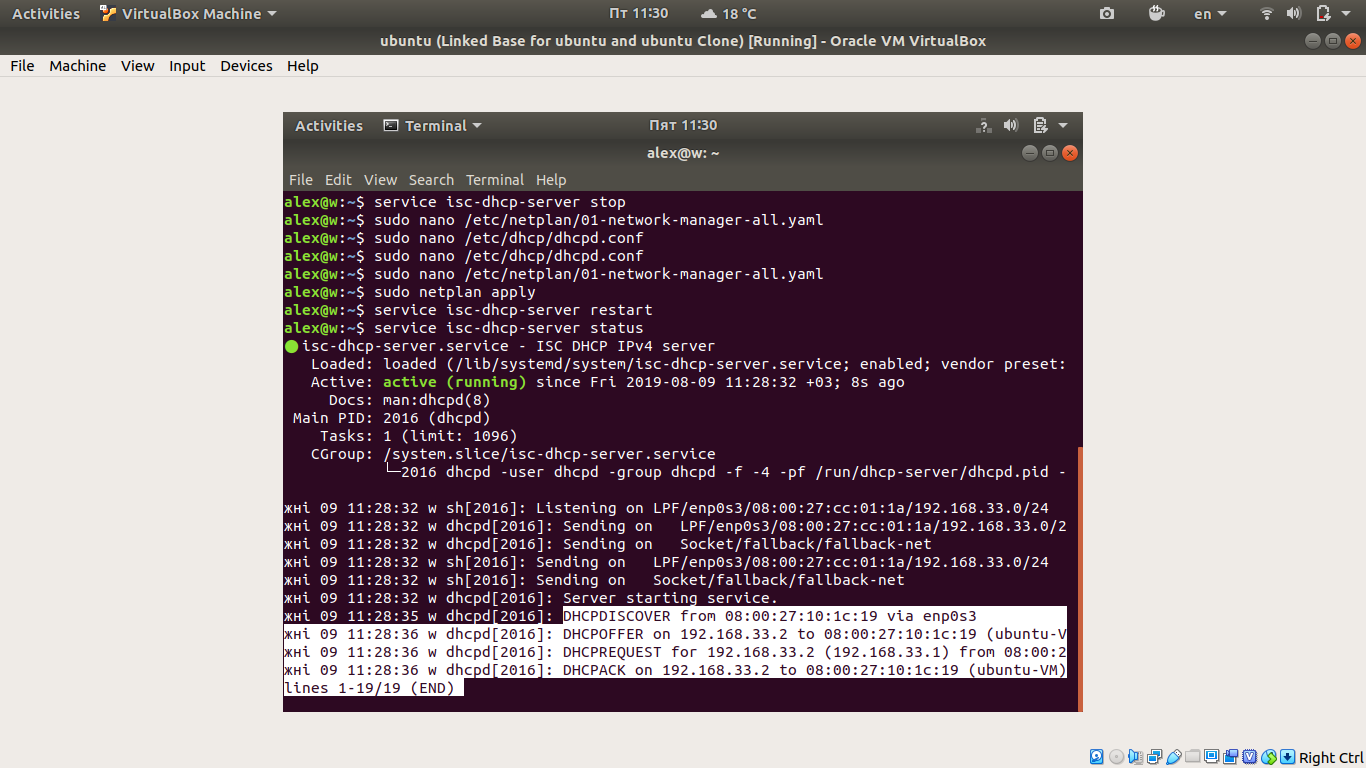 Activities VirtualBox Machine Пт 11:30 18 °C en
ubuntu (Linked Base for ubuntu and ubuntu Clone) [Running] - Oracle VM VirtualBox
File Machine View Input Devices Help
Activities Terminal Пят 11:30
alex@w: ~
File Edit View Search Terminal Help
alex@w:~$ service isc-dhcp-server stop
alex@w:~$ sudo nano /etc/netplan/01-network-manager-all.yaml
alex@w:~$ sudo nano /etc/dhcp/dhcpd.conf
alex@w:~$ sudo nano /etc/dhcp/dhcpd.conf
alex@w:~$ sudo nano /etc/netplan/01-network-manager-all.yaml
alex@w:~$ sudo netplan apply
alex@w:~$ service isc-dhcp-server restart
alex@w:~$ service isc-dhcp-server status
● isc-dhcp-server.service - ISC DHCP IPv4 server
Loaded: loaded (/lib/systemd/system/isc-dhcp-server.service; enabled; vendor preset:
Active: active (running) since Fri 2019-08-09 11:28:32 +03; 8s ago
Docs: man:dhcpd(8)
Main PID: 2016 (dhcpd)
Tasks: 1 (limit: 1096)
CGroup: /system.slice/isc-dhcp-server.service
└─2016 dhcpd -user dhcpd -group dhcpd -f -4 -pf /run/dhcp-server/dhcpd.pid -
жні 09 11:28:32 w sh[2016]: Listening on LPF/enp0s3/08:00:27:cc:01:1a/192.168.33.0/24
жні 09 11:28:32 w dhcpd[2016]: Sending on   LPF/enp0s3/08:00:27:cc:01:1a/192.168.33.0/2
жні 09 11:28:32 w dhcpd[2016]: Sending on   Socket/fallback/fallback-net
жні 09 11:28:32 w sh[2016]: Sending on   LPF/enp0s3/08:00:27:cc:01:1a/192.168.33.0/24
жні 09 11:28:32 w sh[2016]: Sending on   Socket/fallback/fallback-net
жні 09 11:28:32 w dhcpd[2016]: Server starting service.
жні 09 11:28:35 w dhcpd[2016]: DHCPDISCOVER from 08:00:27:10:1c:19 via enp0s3
жні 09 11:28:36 w dhcpd[2016]: DHCPOFFER on 192.168.33.2 to 08:00:27:10:1c:19 (ubuntu-V
жні 09 11:28:36 w dhcpd[2016]: DHCPREQUEST for 192.168.33.2 (192.168.33.1) from 08:00:2
жні 09 11:28:36 w dhcpd[2016]: DHCPACK on 192.168.33.2 to 08:00:27:10:1c:19 (ubuntu-VM)
lines 1-19/19 (END)
Right Ctrl